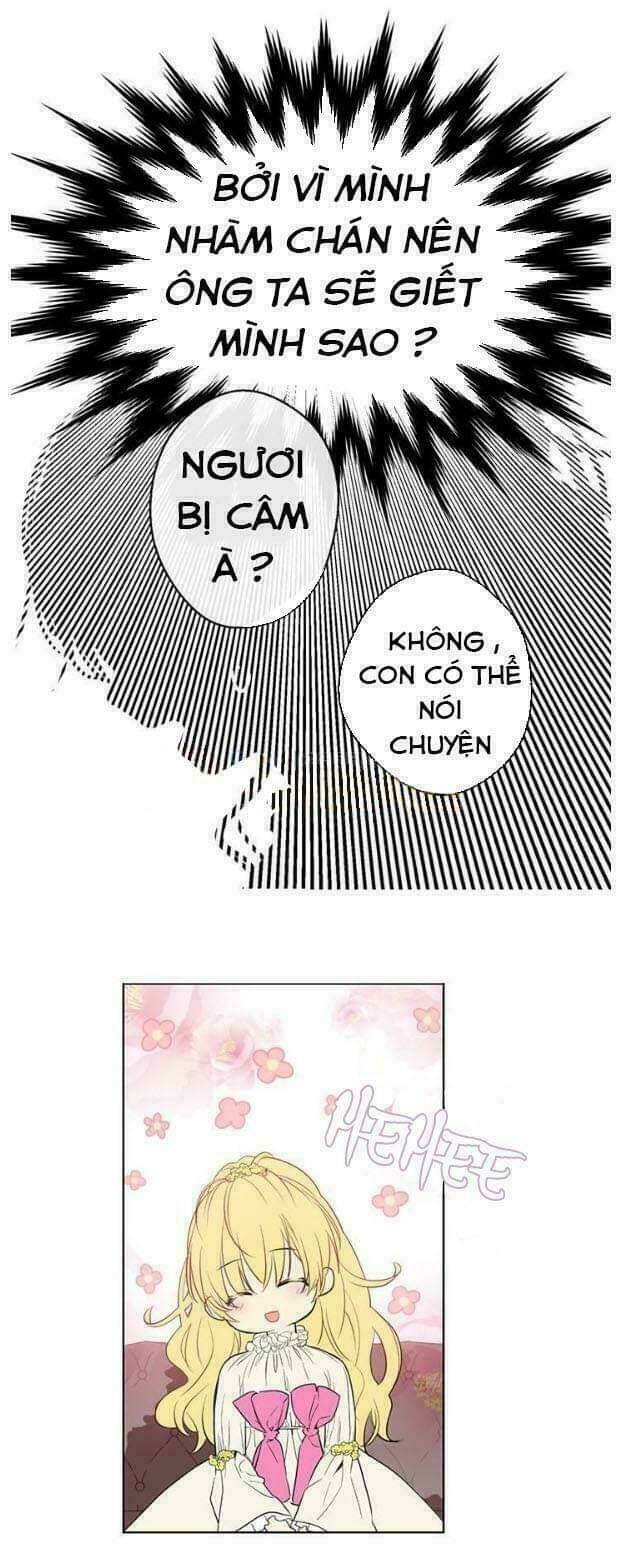 BỞI VÌ MÌNH
NHÀM CHÁN NÊN
ÔNG TA SẼ GIẾT
MÌNH SAO ?
NGƯƠI
BỊ CÂM
À ?
KHÔNG ,
CON CÓ THỂ
NÓI
CHUYỆN
HEHEE